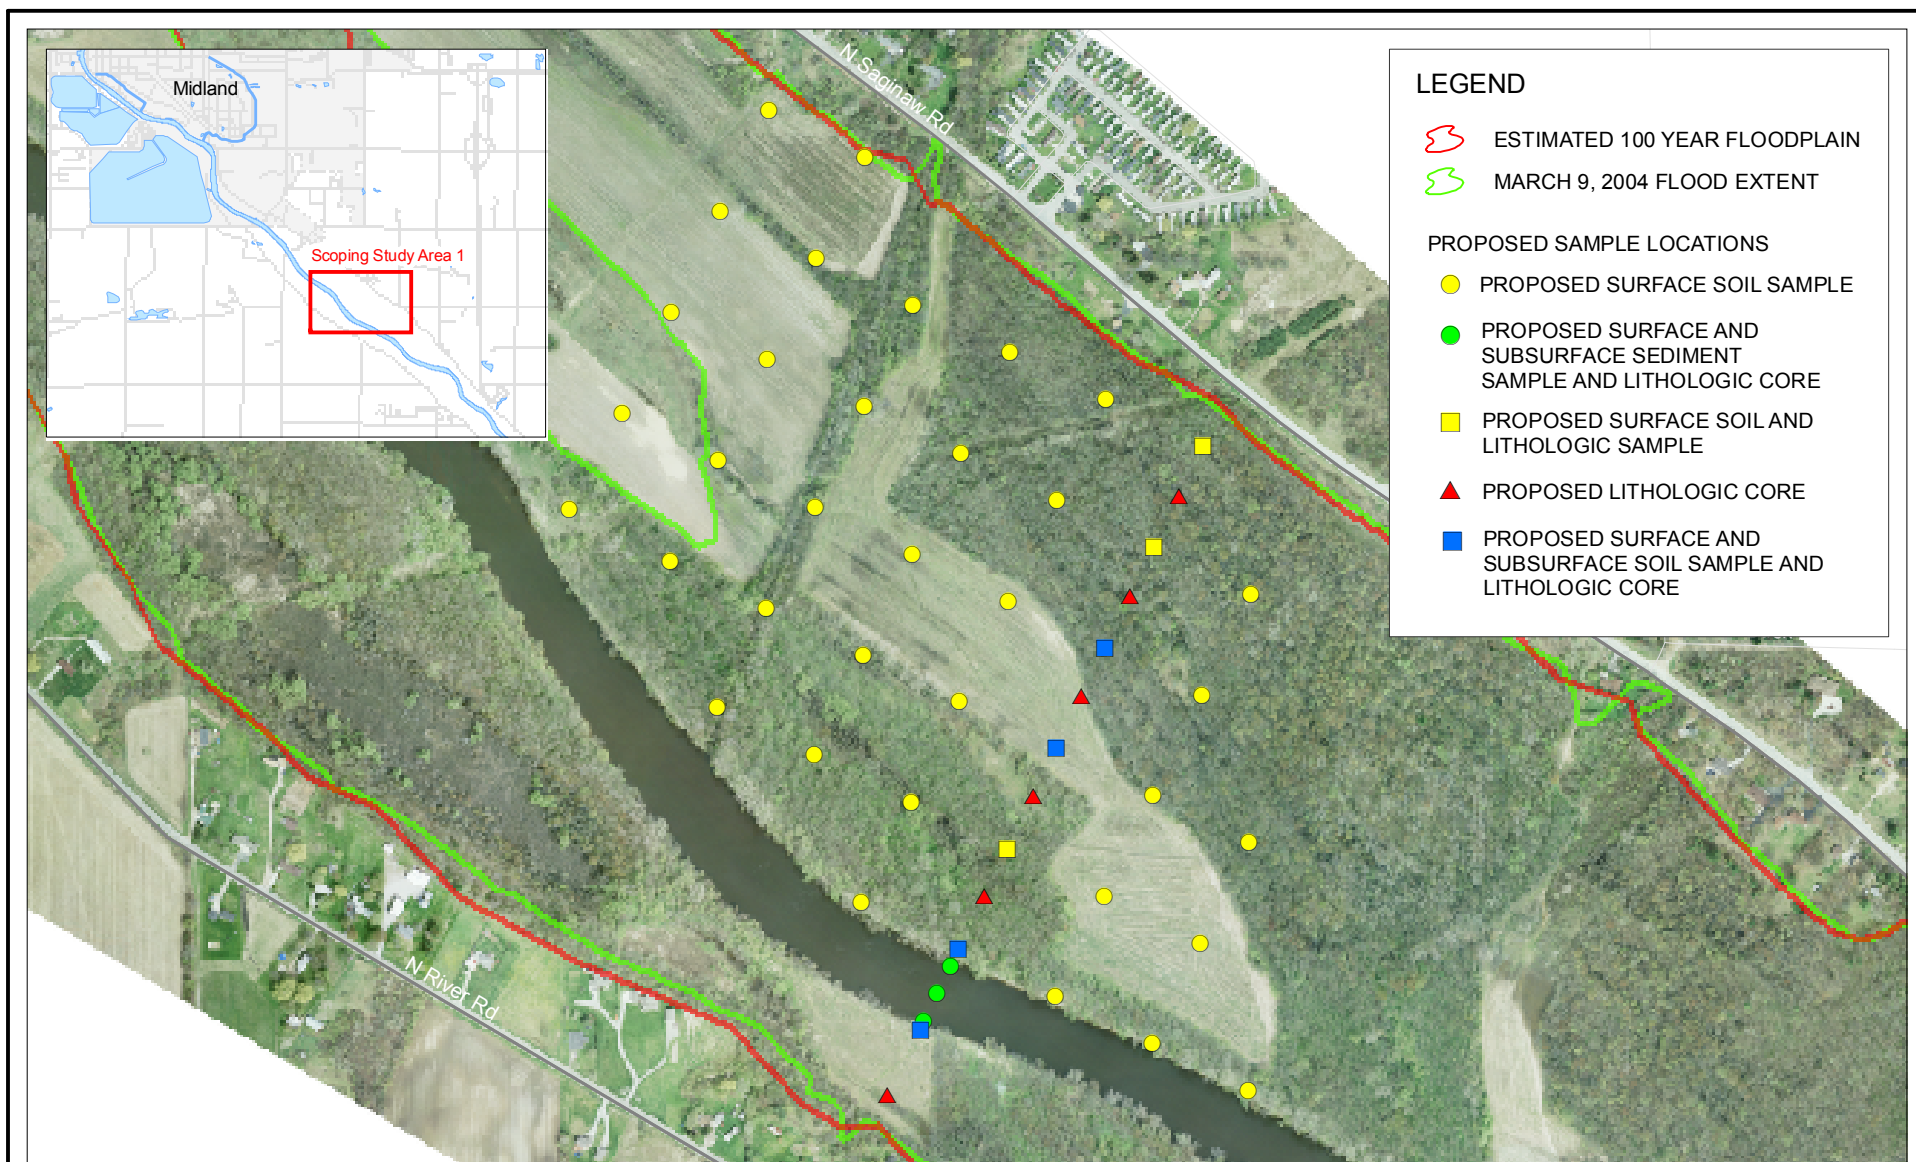 Midland
Scoping Study Area 1
N Saginaw Rd
N River Rd
LEGEND
ESTIMATED 100 YEAR FLOODPLAIN
MARCH 9, 2004 FLOOD EXTENT
PROPOSED SAMPLE LOCATIONS
PROPOSED SURFACE SOIL SAMPLE
PROPOSED SURFACE AND
SUBSURFACE SEDIMENT
SAMPLE AND LITHOLOGIC CORE
PROPOSED SURFACE SOIL AND
LITHOLOGIC SAMPLE
PROPOSED LITHOLOGIC CORE
PROPOSED SURFACE AND
SUBSURFACE SOIL SAMPLE AND
LITHOLOGIC CORE